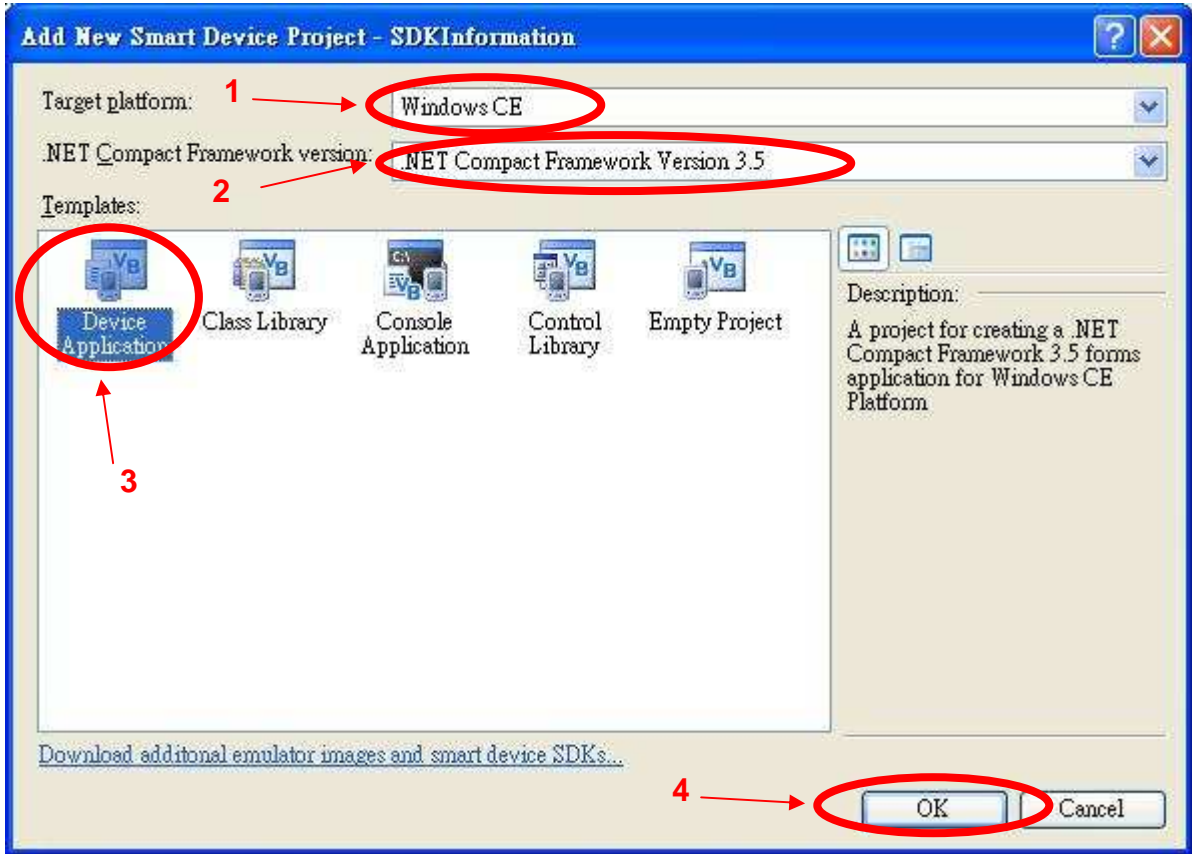 Add New Smart Device Project - SDKInformation
Target platform:
1
Windows CE
.NET Compact Framework version:
.NET Compact Framework Version 3.5
2
Templates:
Device Application
Class Library
Console Application
Control Library
Empty Project
3
Description:
A project for creating a .NET
Compact Framework 3.5 forms
application for Windows CE
Platform
Download additonal emulator images and smart device SDKs...
4
OK
Cancel